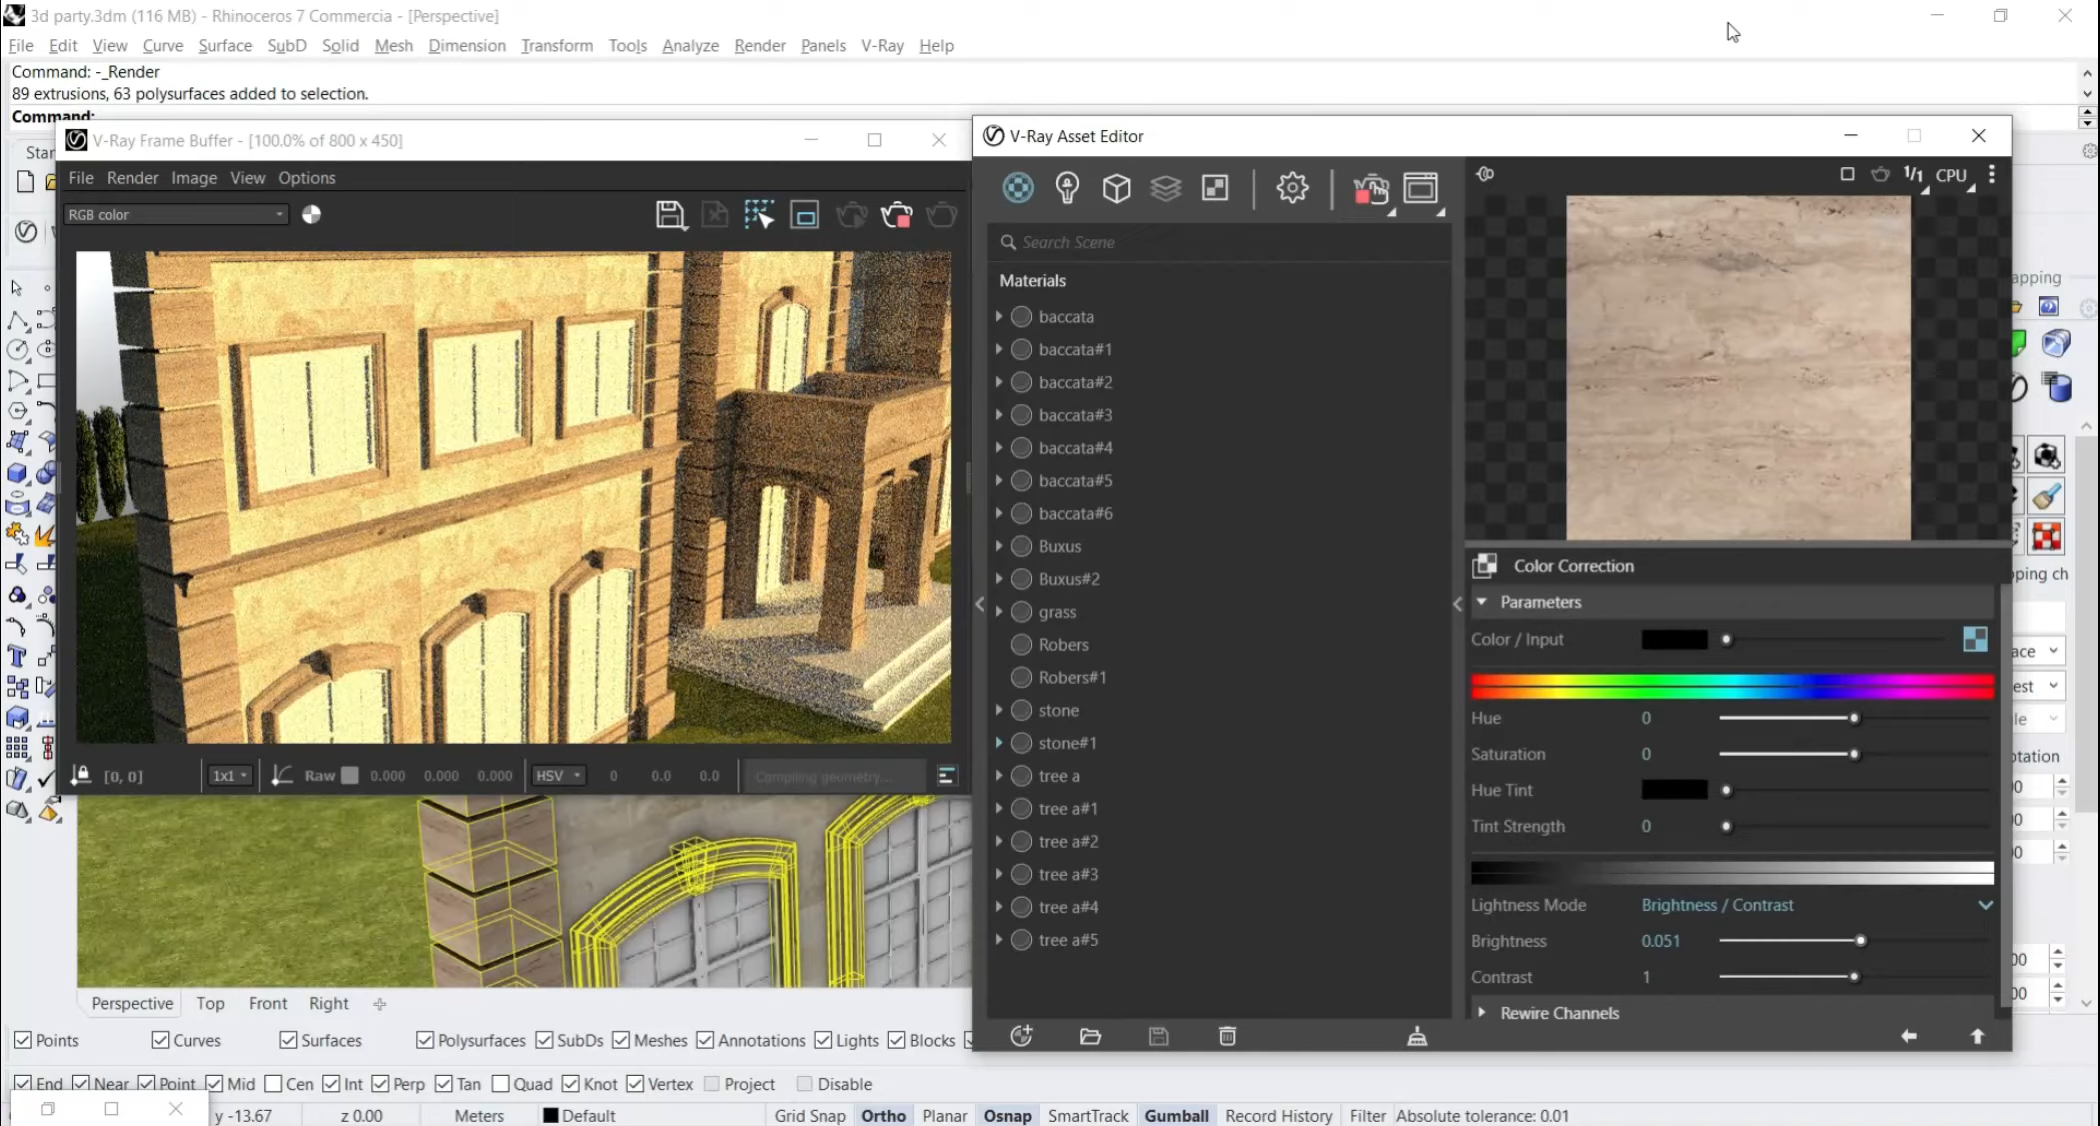 3d party.3dm (116 MB) - Rhinoceros 7 Commercia - [Perspective]
File Edit View Curve Surface SubD Solid Mesh Dimension Transform Tools Analyze Render Panels V-Ray Help
Command: -_Render
89 extrusions, 63 polysurfaces added to selection.
Command:
V-Ray Frame Buffer - [100.0% of 800 x 450]
File Render Image View Options
RGB color
[0, 0] 1x1 Raw 0.000 0.000 0.000 HSV 0 0.0 0.0 Compiling geometry...
V-Ray Asset Editor
1/1 CPU
Search Scene
Materials
baccata
baccata#1
baccata#2
baccata#3
baccata#4
baccata#5
baccata#6
Buxus
Buxus#2
grass
Robers
Robers#1
stone
stone#1
tree a
tree a#1
tree a#2
tree a#3
tree a#4
tree a#5
Color Correction
Parameters
Color / Input
Hue 0
Saturation 0
Hue Tint
Tint Strength 0
Lightness Mode Brightness / Contrast
Brightness 0.051
Contrast 1
Rewire Channels
Perspective Top Front Right
Points Curves Surfaces Polysurfaces SubDs Meshes Annotations Lights Blocks
End Near Point Mid Cen Int Perp Tan Quad Knot Vertex Project Disable
y -13.67 z 0.00 Meters Default Grid Snap Ortho Planar Osnap SmartTrack Gumball Record History Filter Absolute tolerance: 0.01